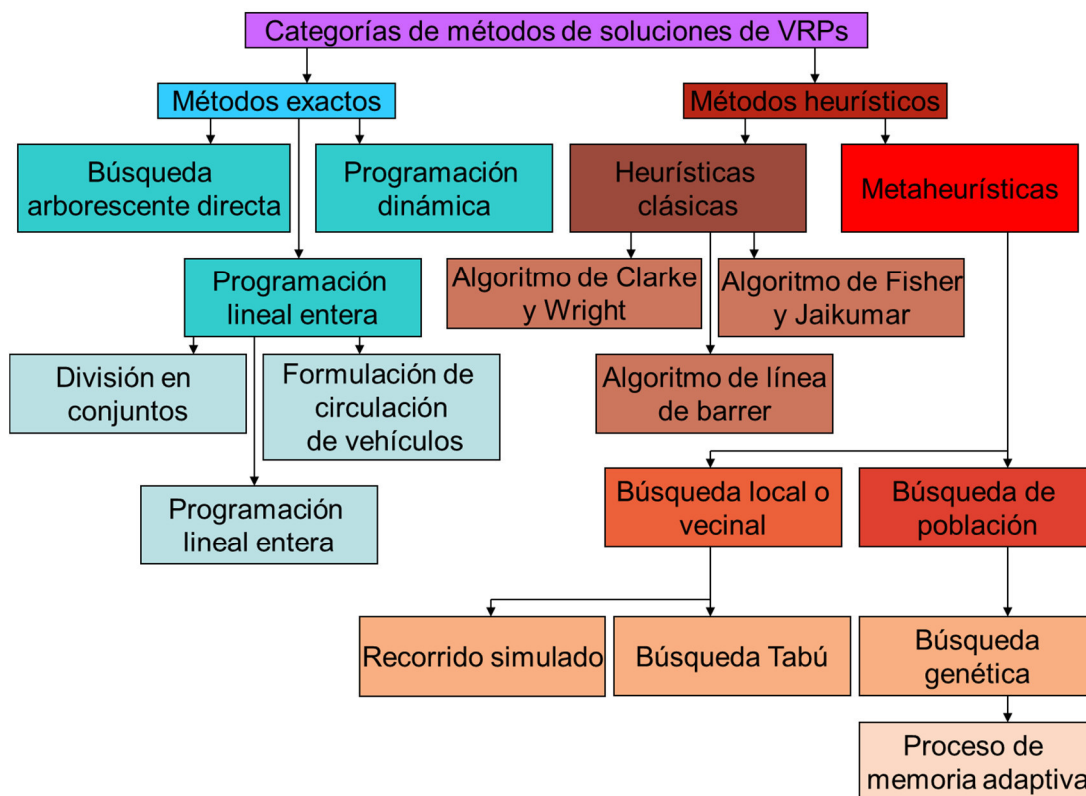 Categorías de métodos de soluciones de VRPs
Métodos exactos
Métodos heurísticos
Búsqueda
arborescente directa
Programación
dinámica
Heurísticas
clásicas
Metaheurísticas
Programación
lineal entera
Algoritmo de Clarke
y Wright
Algoritmo de Fisher
y Jaikumar
División en
conjuntos
Formulación de
circulación
de vehículos
Algoritmo de línea
de barrer
Programación
lineal entera
Búsqueda local o
vecinal
Búsqueda de
población
Recorrido simulado
Búsqueda Tabú
Búsqueda
genética
Proceso de
memoria adaptiva